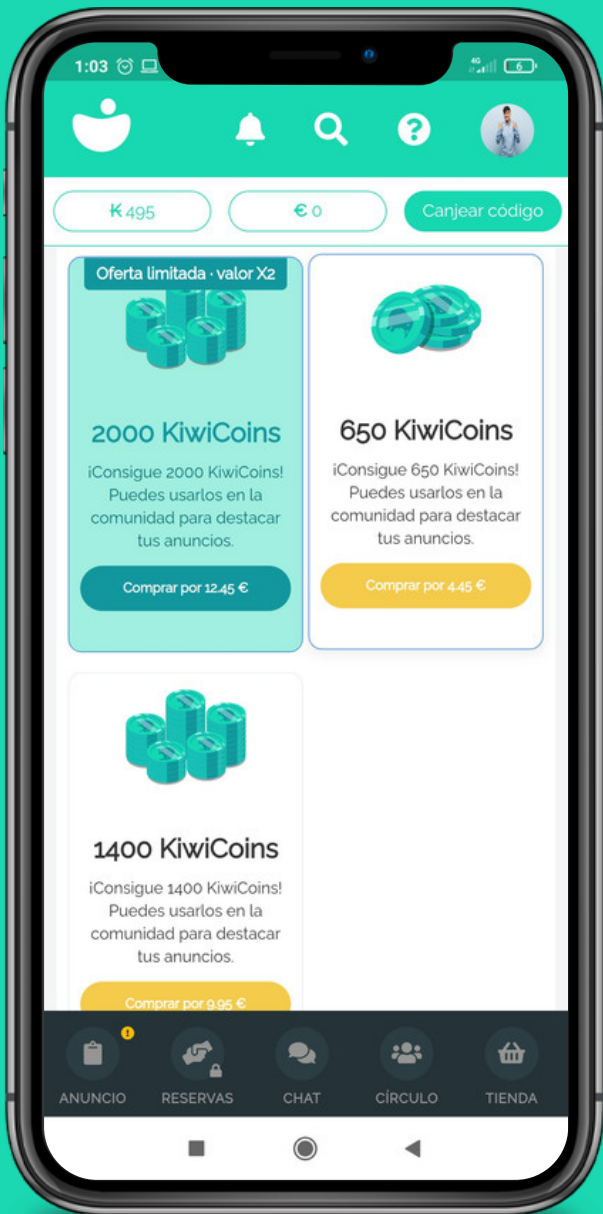 1:03
4G
6
₭ 495
€ 0
Canjear código
Oferta limitada · valor X2
2000 KiwiCoins
¡Consigue 2000 KiwiCoins!
Puedes usarlos en la
comunidad para destacar
tus anuncios.
Comprar por 12.45 €
650 KiwiCoins
¡Consigue 650 KiwiCoins!
Puedes usarlos en la
comunidad para destacar
tus anuncios.
Comprar por 4.45 €
1400 KiwiCoins
¡Consigue 1400 KiwiCoins!
Puedes usarlos en la
comunidad para destacar
tus anuncios.
Comprar por 9.95 €
ANUNCIO
RESERVAS
CHAT
CÍRCULO
TIENDA